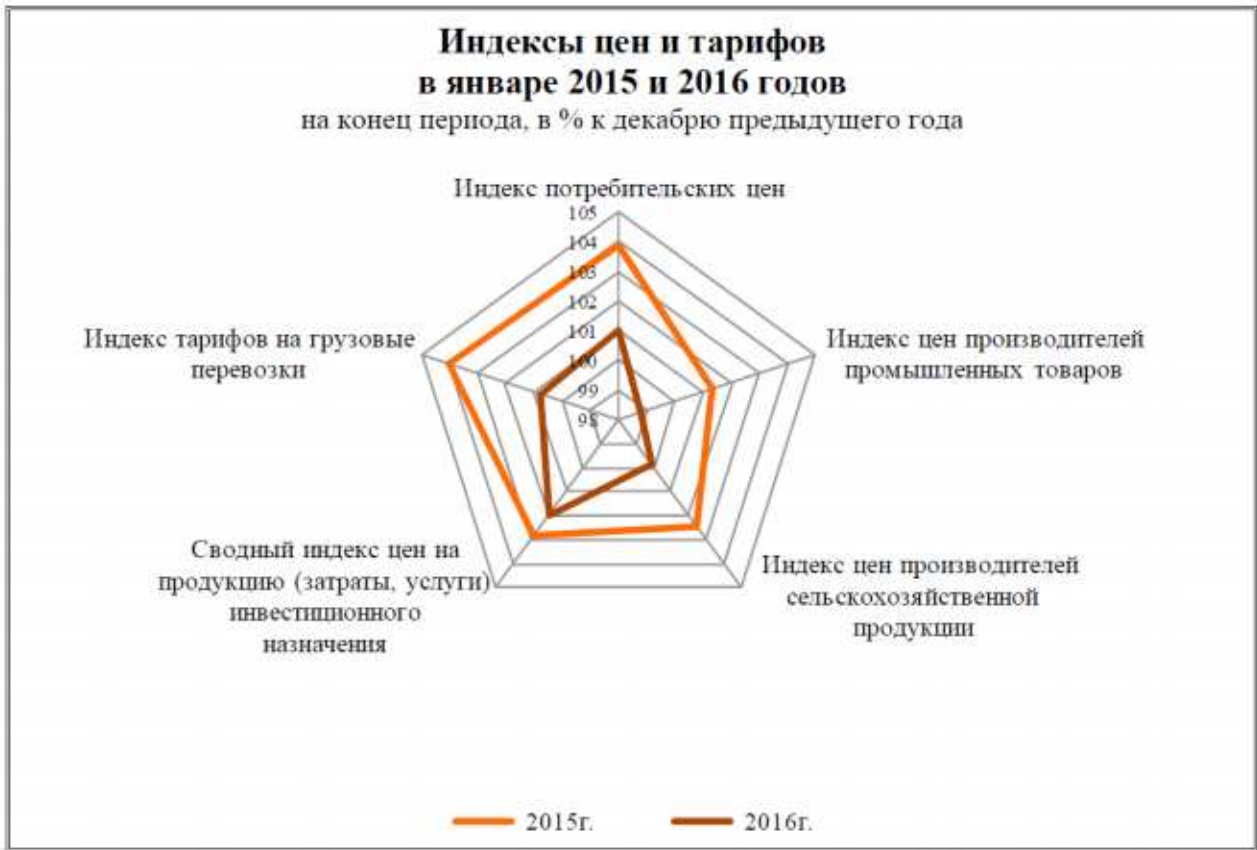 Индексы цен и тарифов
в январе 2015 и 2016 годов
на конец периода, в % к декабрю предыдущего года
Индекс потребительских цен
105
104
103
102
101
100
99
98
Индекс тарифов на грузовые
перевозки
Индекс цен производителей
промышленных товаров
Сводный индекс цен на
продукцию (затраты, услуги)
инвестиционного
назначения
Индекс цен производителей
сельскохозяйственной
продукции
2015г.
2016г.